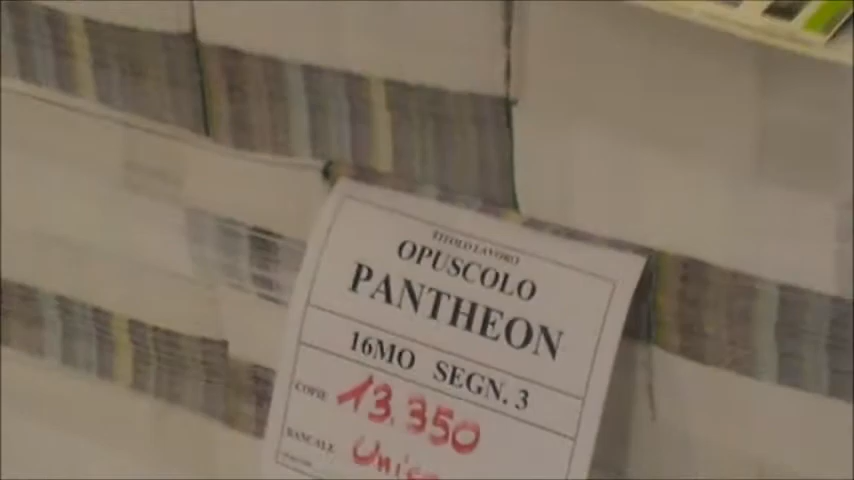 TITOLO LAVORO
OPUSCOLO
PANTHEON
16MO SEGN. 3
COPIE 13.350
BANCALE